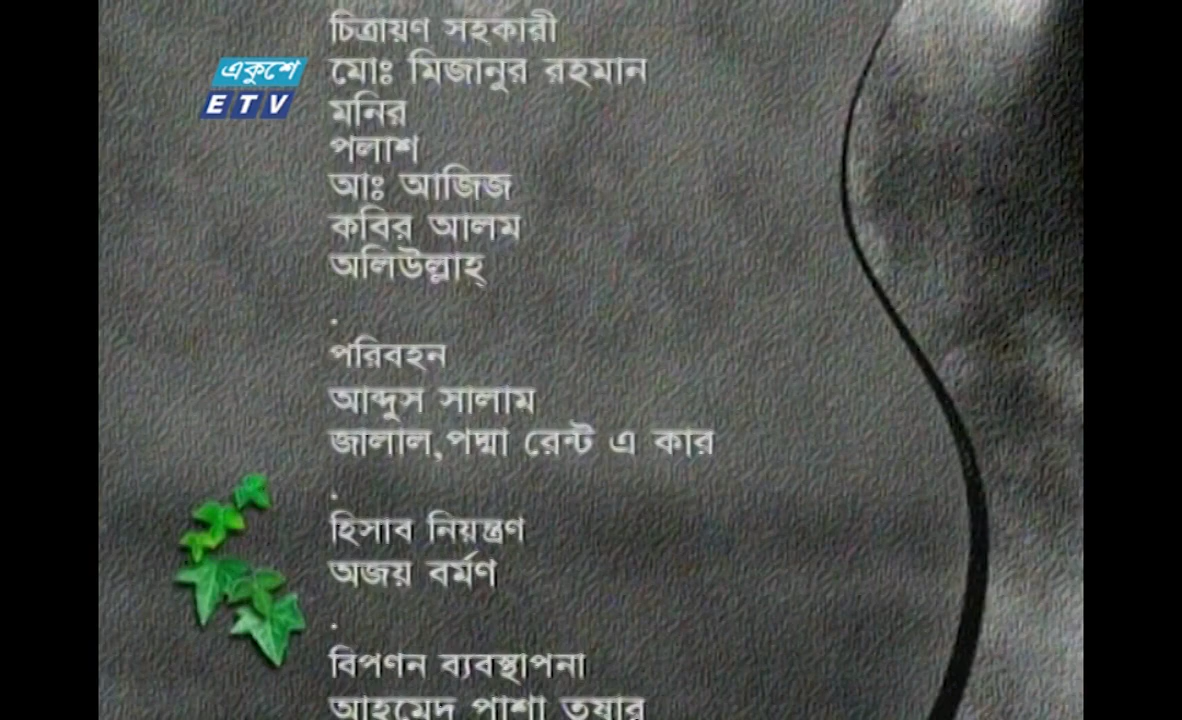 চিত্রায়ণ সহকারী
একুশে
ETV
মোঃ মিজানুর রহমান
মনির
পলাশ
আঃ আজিজ
কবির আলম
অলিউল্লাহ্
.
পরিবহন
আব্দুস সালাম
জালাল,পদ্মা রেন্ট এ কার
.
হিসাব নিয়ন্ত্রণ
অজয় বর্মণ
.
বিপণন ব্যবস্থাপনা
আহমেদ পাশা তুষার